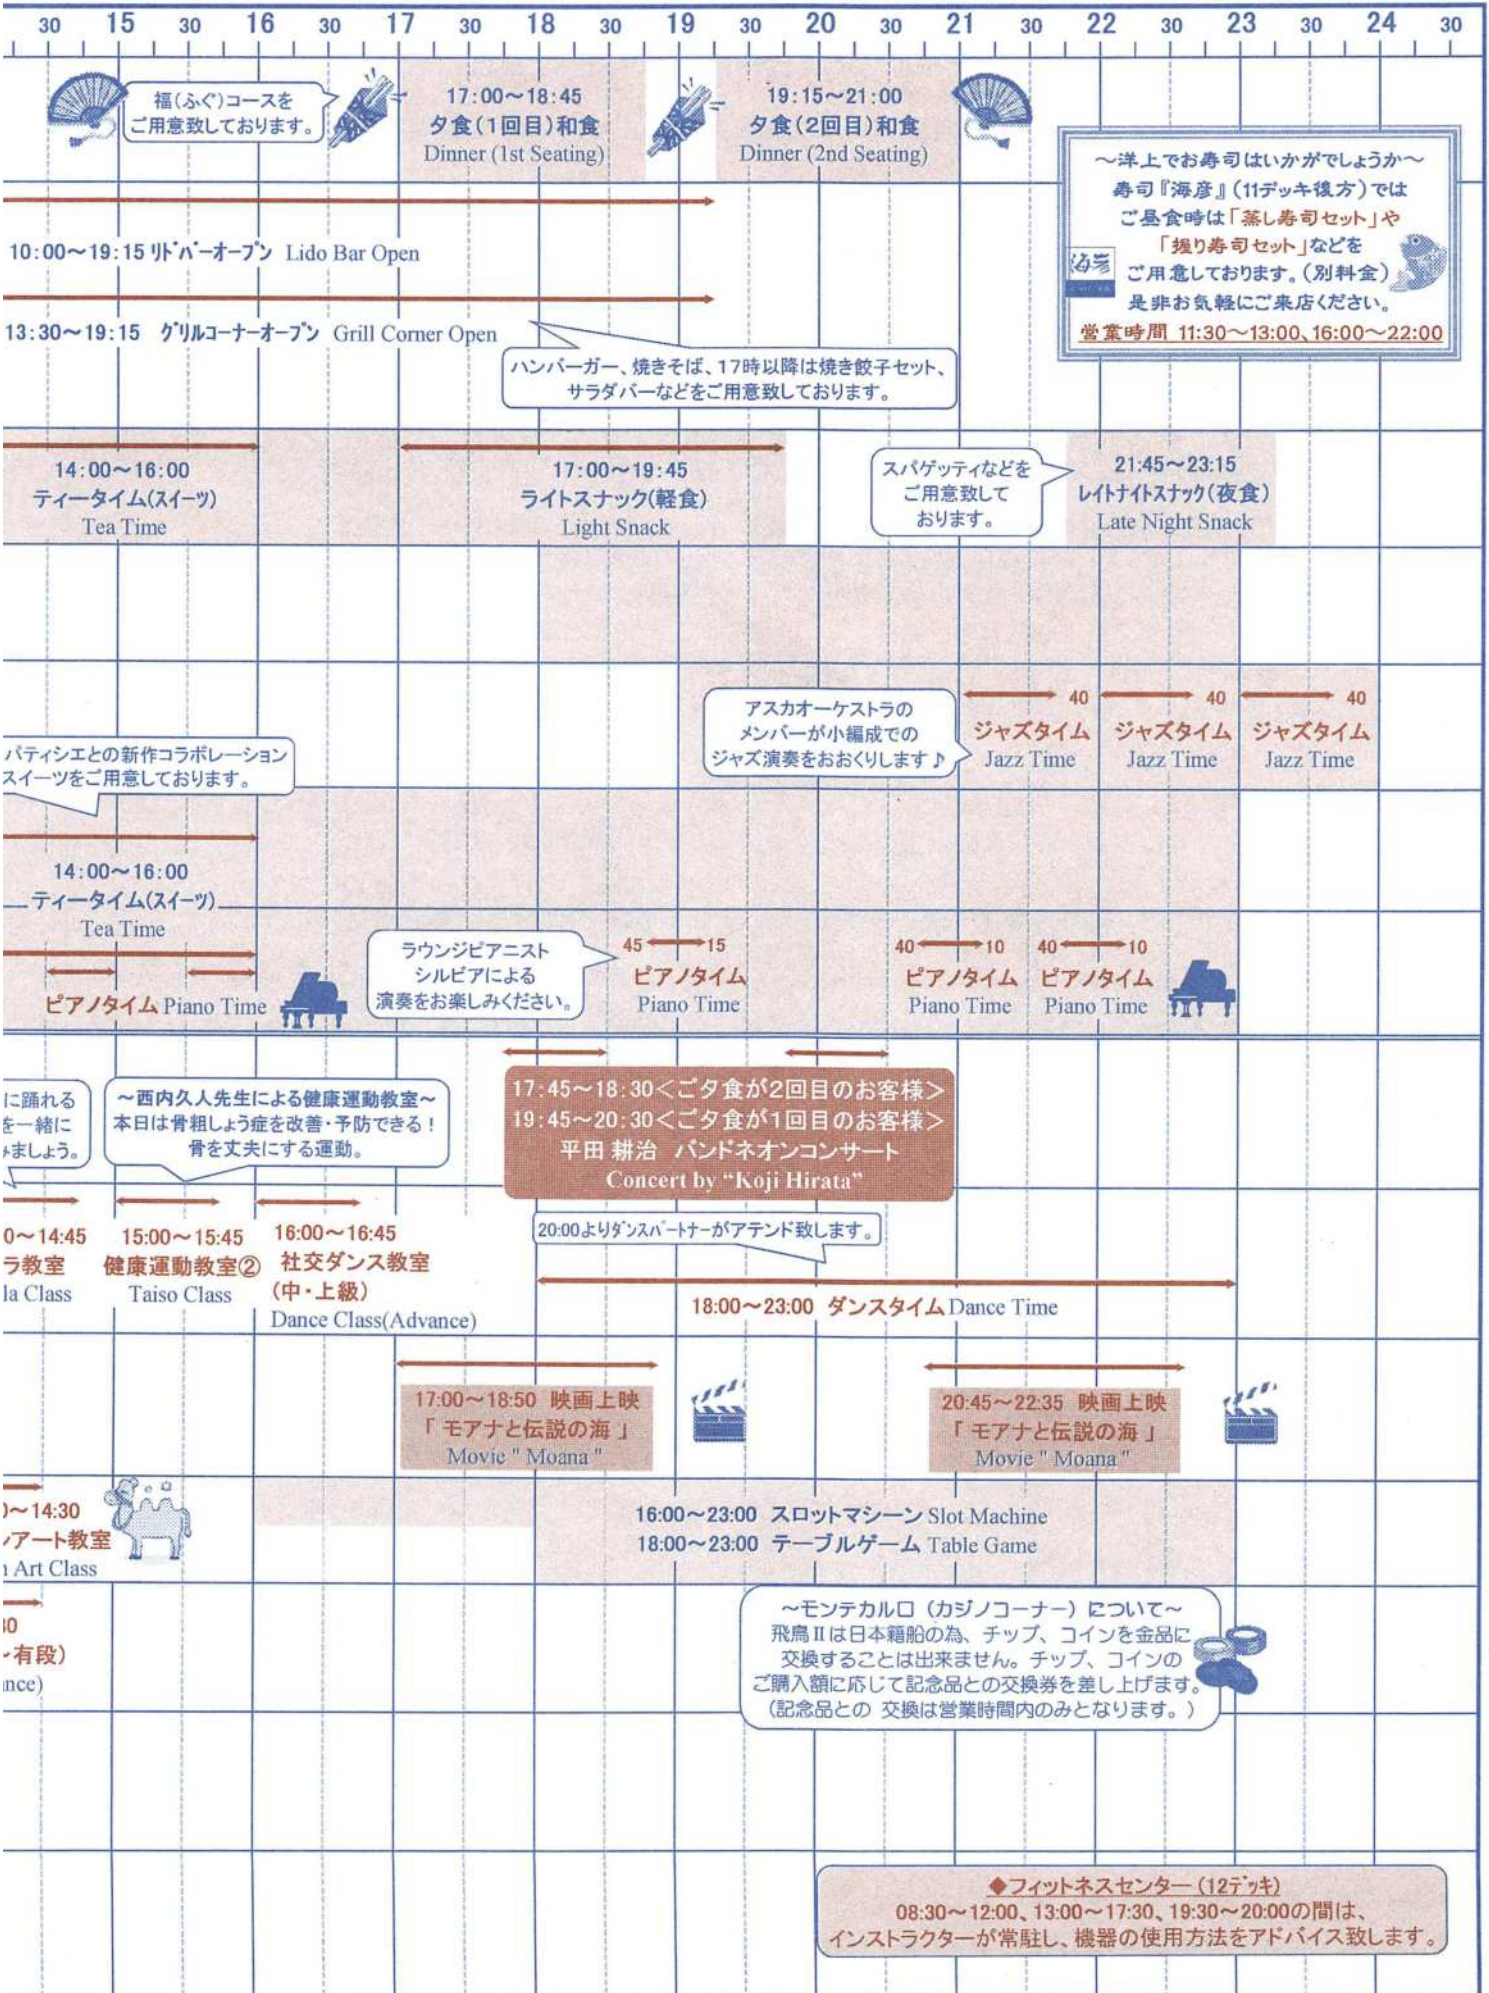 30 15 30 16 30 17 30 18 30 19 30 20 30 21 30 22 30 23 30 24 30
福(ふぐ)コースを
ご用意致しております。
17:00～18:45
夕食(1回目)和食
Dinner (1st Seating)
19:15～21:00
夕食(2回目)和食
Dinner (2nd Seating)
～洋上でお寿司はいかがでしょうか～
寿司『海彦』(11デッキ後方)では
ご昼食時は「蒸し寿司セット」や
「握り寿司セット」などを
ご用意しております。(別料金)
是非お気軽にご来店ください。
営業時間 11:30～13:00、16:00～22:00
海彦
10:00～19:15 リドバーオープン Lido Bar Open
13:30～19:15 グリルコーナーオープン Grill Corner Open
ハンバーガー、焼きそば、17時以降は焼き餃子セット、
サラダバーなどをご用意致しております。
14:00～16:00
ティータイム(スイーツ)
Tea Time
17:00～19:45
ライトスナック(軽食)
Light Snack
スパゲッティなどを
ご用意致して
おります。
21:45～23:15
レイトナイトスナック(夜食)
Late Night Snack
アスカオーケストラの
メンバーが小編成での
ジャズ演奏をおおくりします♪
40
ジャズタイム
Jazz Time
40
ジャズタイム
Jazz Time
40
ジャズタイム
Jazz Time
パティシエとの新作コラボレーション
スイーツをご用意しております。
14:00～16:00
ティータイム(スイーツ)
Tea Time
ピアノタイム Piano Time
ラウンジピアニスト
シルビアによる
演奏をお楽しみください。
45 15
ピアノタイム
Piano Time
40 10
ピアノタイム
Piano Time
40 10
ピアノタイム
Piano Time
17:45～18:30＜ご夕食が2回目のお客様＞
19:45～20:30＜ご夕食が1回目のお客様＞
平田 耕治 バンドネオンコンサート
Concert by “Koji Hirata”
に踊れる
を一緒に
みましょう。
～西内久人先生による健康運動教室～
本日は骨粗しょう症を改善・予防できる！
骨を丈夫にする運動。
0～14:45
ラ教室
la Class
15:00～15:45
健康運動教室②
Taiso Class
16:00～16:45
社交ダンス教室
(中・上級)
Dance Class(Advance)
20:00よりダンスパートナーがアテンド致します。
18:00～23:00 ダンスタイム Dance Time
17:00～18:50 映画上映
「 モアナと伝説の海 」
Movie " Moana "
20:45～22:35 映画上映
「 モアナと伝説の海 」
Movie " Moana "
0～14:30
ンアート教室
n Art Class
16:00～23:00 スロットマシーン Slot Machine
18:00～23:00 テーブルゲーム Table Game
30
～有段)
ance)
～モンテカルロ (カジノコーナー) について～
飛鳥Ⅱは日本籍船の為、チップ、コインを金品に
交換することは出来ません。チップ、コインの
ご購入額に応じて記念品との交換券を差し上げます。
(記念品との 交換は営業時間内のみとなります。)
◆フィットネスセンター (12デッキ)
08:30～12:00、13:00～17:30、19:30～20:00の間は、
インストラクターが常駐し、機器の使用方法をアドバイス致します。